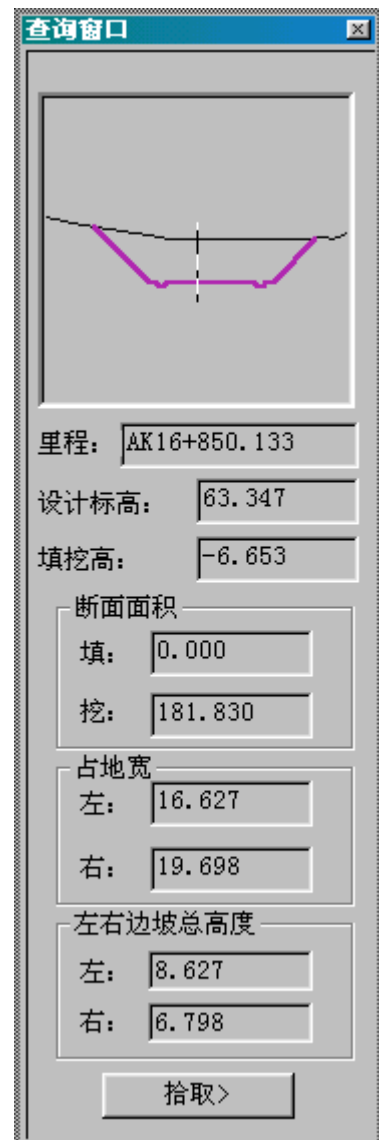 查询窗口
里程： AK16+850.133
设计标高： 63.347
填挖高： -6.653
断面面积
填： 0.000
挖： 181.830
占地宽
左： 16.627
右： 19.698
左右边坡总高度
左： 8.627
右： 6.798
拾取>